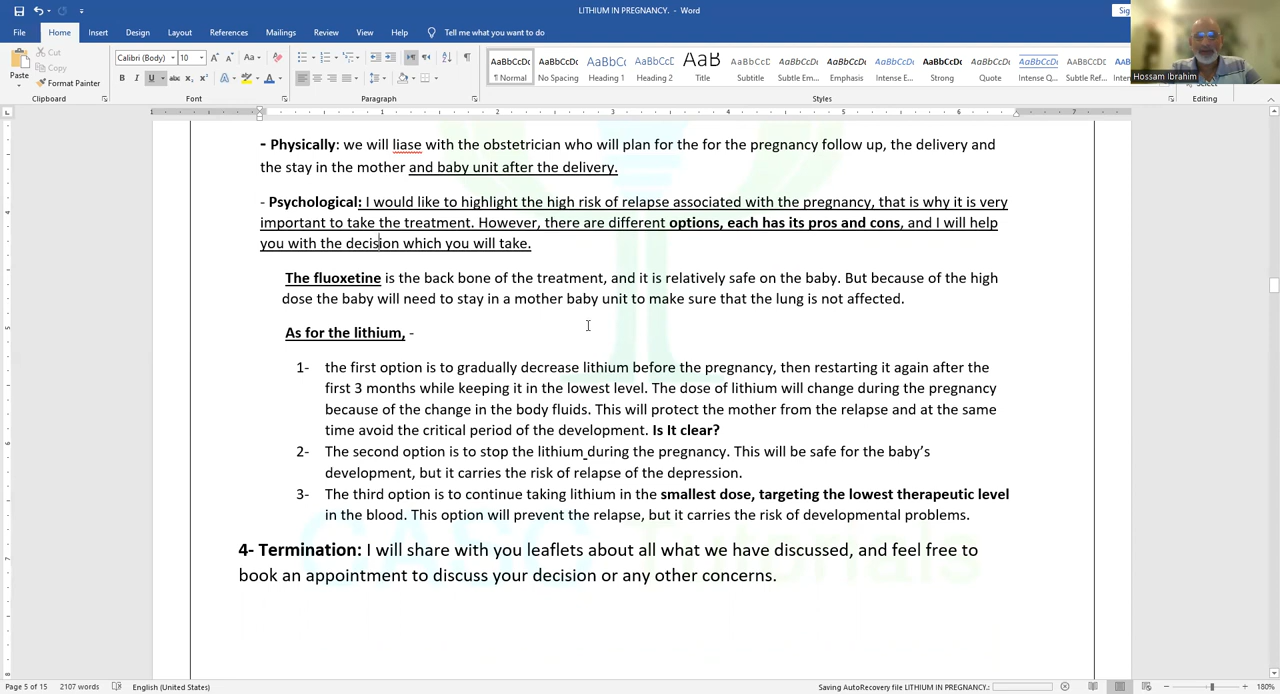 LITHIUM IN PREGNANCY. - Word
Sig
File Home Insert Design Layout References Mailings Review View Help Tell me what you want to do
Paste
Cut
Copy
Format Painter
Calibri (Body) 10
B I U
AaBbCcDc AaBbCcDc AaBbCc AaBbCcD AaB AaBbCcD AaBbCcDc AaBbCcDc AaBbCcDc AaBbCcDc AaBbCcDc AaBbCcDc AaBbCcDc
¶ Normal No Spacing Heading 1 Heading 2 Title Subtitle Subtle Em... Emphasis Intense E... Strong Quote Intense Q... Subtle Ref...
Hossam Ibrahim
Clipboard Font Paragraph Styles Editing
- Physically: we will liase with the obstetrician who will plan for the for the pregnancy follow up, the delivery and
the stay in the mother and baby unit after the delivery.
- Psychological: I would like to highlight the high risk of relapse associated with the pregnancy, that is why it is very
important to take the treatment. However, there are different options, each has its pros and cons, and I will help
you with the decision which you will take.
The fluoxetine is the back bone of the treatment, and it is relatively safe on the baby. But because of the high
dose the baby will need to stay in a mother baby unit to make sure that the lung is not affected.
As for the lithium, -
1- the first option is to gradually decrease lithium before the pregnancy, then restarting it again after the
first 3 months while keeping it in the lowest level. The dose of lithium will change during the pregnancy
because of the change in the body fluids. This will protect the mother from the relapse and at the same
time avoid the critical period of the development. Is It clear?
2- The second option is to stop the lithium during the pregnancy. This will be safe for the baby's
development, but it carries the risk of relapse of the depression.
3- The third option is to continue taking lithium in the smallest dose, targeting the lowest therapeutic level
in the blood. This option will prevent the relapse, but it carries the risk of developmental problems.
4- Termination: I will share with you leaflets about all what we have discussed, and feel free to
book an appointment to discuss your decision or any other concerns.
Page 5 of 15 2107 words English (United States) Saving AutoRecovery file LITHIUM IN PREGNANCY.: 180%